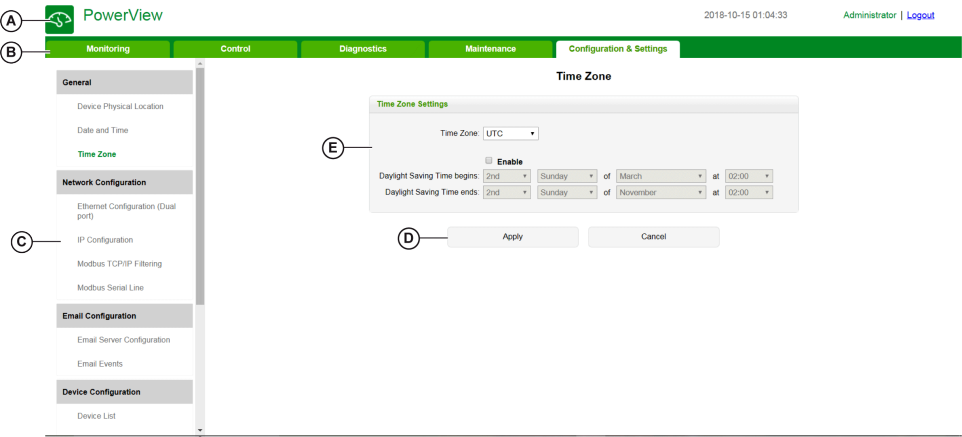 A PowerView 2018-10-15 01:04:33 Administrator | Logout
B Monitoring Control Diagnostics Maintenance Configuration & Settings
General
Device Physical Location
Date and Time
Time Zone
Network Configuration
Ethernet Configuration (Dual
port)
C IP Configuration
Modbus TCP/IP Filtering
Modbus Serial Line
Email Configuration
Email Server Configuration
Email Events
Device Configuration
Device List
Time Zone
Time Zone Settings
E Time Zone: UTC
Enable
Daylight Saving Time begins: 2nd Sunday of March at 02:00
Daylight Saving Time ends: 2nd Sunday of November at 02:00
D Apply Cancel